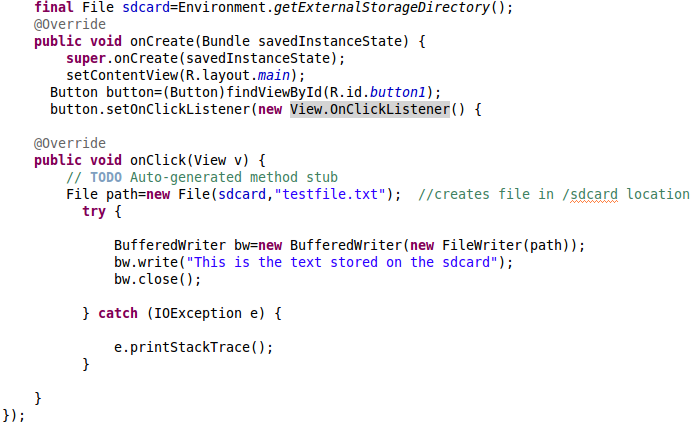 final File sdcard=Environment.getExternalStorageDirectory();
@Override
public void onCreate(Bundle savedInstanceState) {
super.onCreate(savedInstanceState);
setContentView(R.layout.main);
Button button=(Button)findViewById(R.id.button1);
button.setOnClickListener(new View.OnClickListener() {
@Override
public void onClick(View v) {
// TODO Auto-generated method stub
File path=new File(sdcard,"testfile.txt");  //creates file in /sdcard location
try {
BufferedWriter bw=new BufferedWriter(new FileWriter(path));
bw.write("This is the text stored on the sdcard");
bw.close();
} catch (IOException e) {
e.printStackTrace();
}
}
});